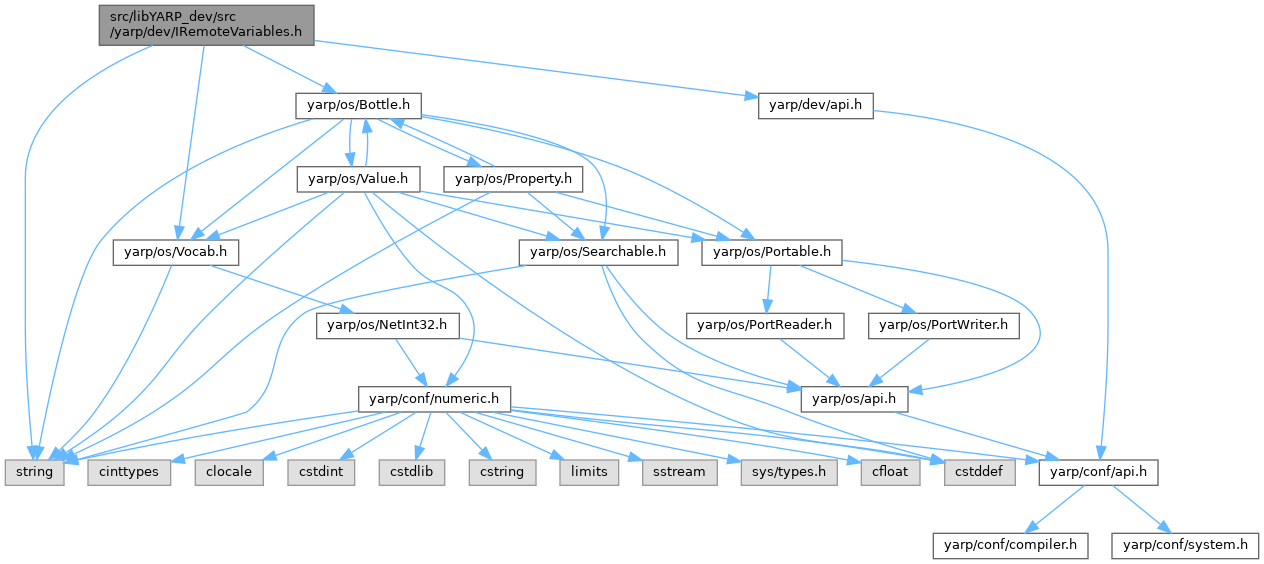 src/libYARP_dev/src
/yarp/dev/IRemoteVariables.h
yarp/os/Bottle.h
yarp/dev/api.h
yarp/os/Value.h
yarp/os/Property.h
yarp/os/Vocab.h
yarp/os/Searchable.h
yarp/os/Portable.h
yarp/os/NetInt32.h
yarp/os/PortReader.h
yarp/os/PortWriter.h
yarp/conf/numeric.h
yarp/os/api.h
string
cinttypes
clocale
cstdint
cstdlib
cstring
limits
sstream
sys/types.h
cfloat
cstddef
yarp/conf/api.h
yarp/conf/compiler.h
yarp/conf/system.h